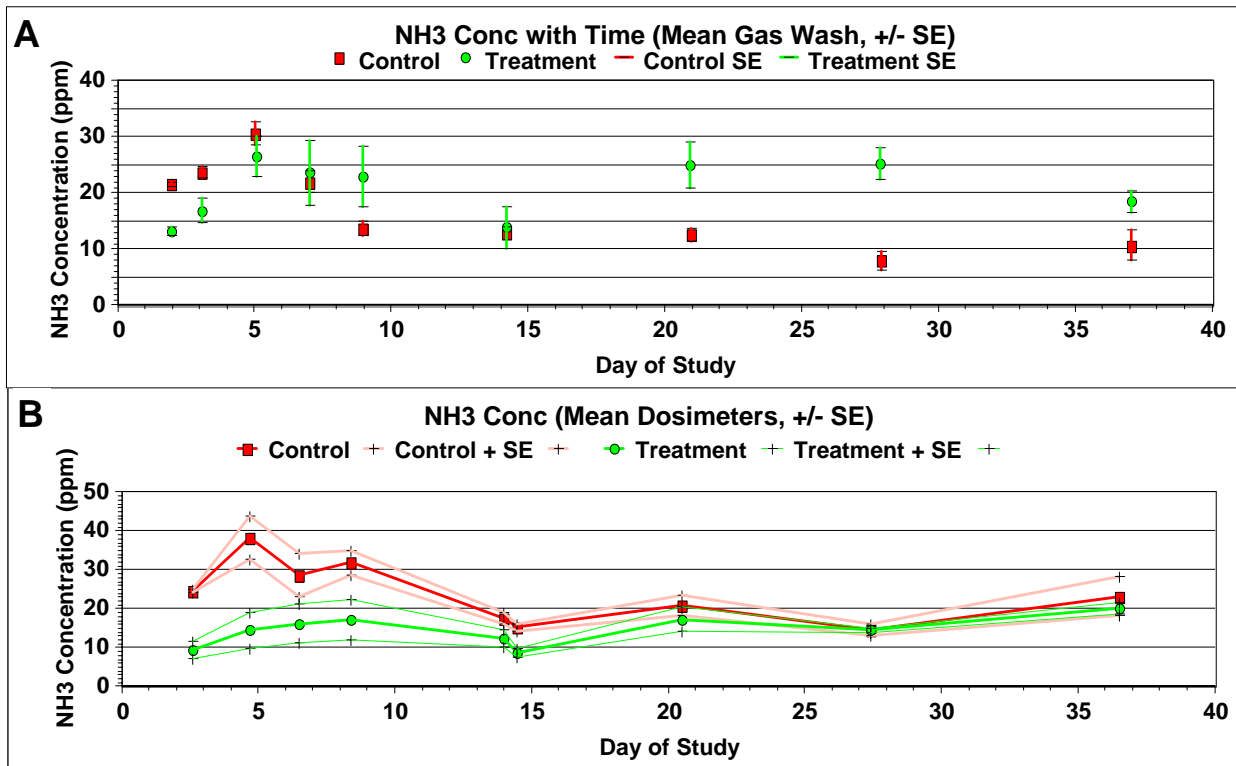 A
NH3 Conc with Time (Mean Gas Wash, +/- SE)
Control Treatment Control SE Treatment SE
NH3 Concentration (ppm)
40
30
20
10
0
0 5 10 15 20 25 30 35 40
Day of Study
B
NH3 Conc (Mean Dosimeters, +/- SE)
Control Control + SE Treatment Treatment + SE
NH3 Concentration (ppm)
50
40
30
20
10
0
0 5 10 15 20 25 30 35 40
Day of Study